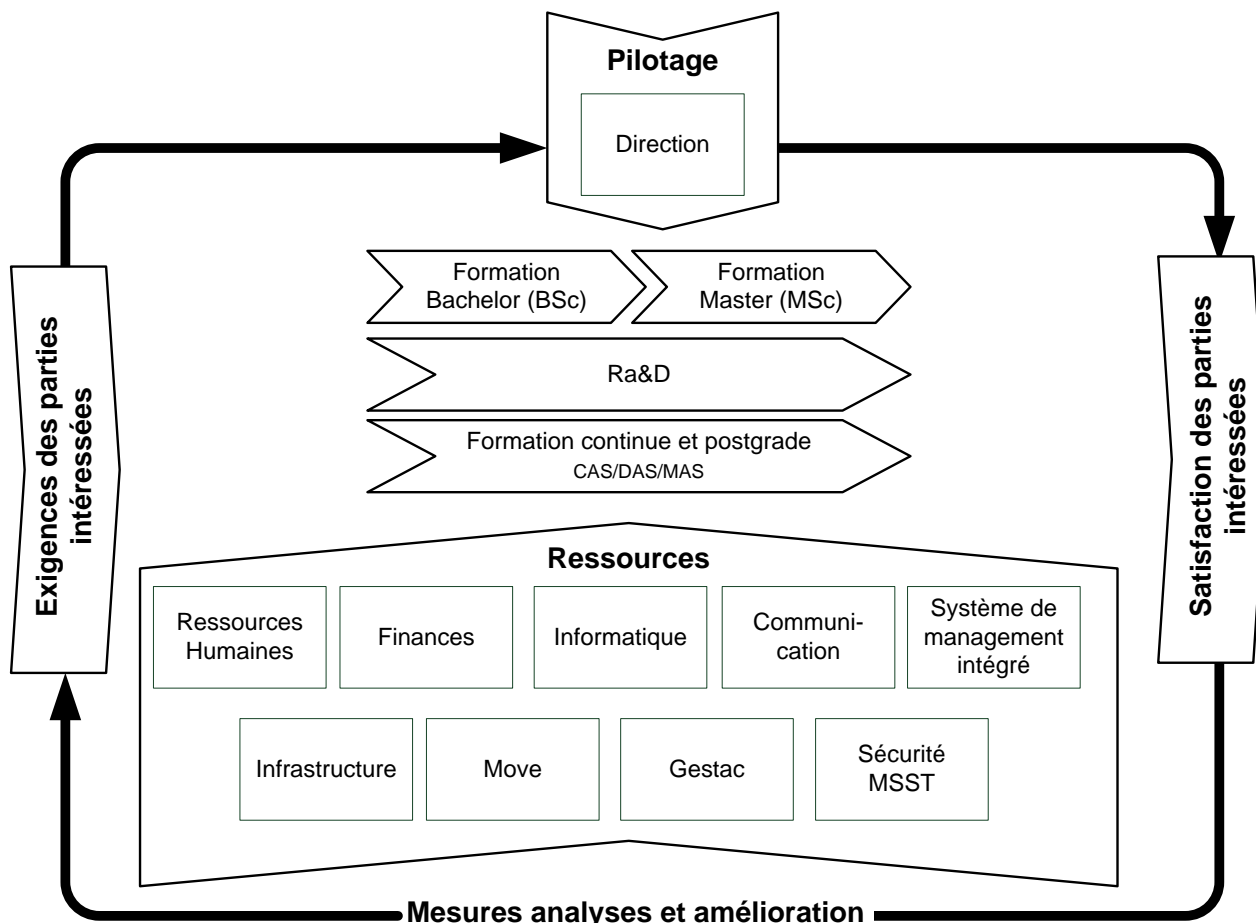 Pilotage
Direction
Formation
Bachelor (BSc)
Formation
Master (MSc)
Ra&D
Formation continue et postgrade
CAS/DAS/MAS
Exigences des parties
intéressées
Satisfaction des parties
intéressées
Ressources
Ressources
Humaines
Finances
Informatique
Communi-
cation
Système de
management
intégré
Infrastructure
Move
Gestac
Sécurité
MSST
Mesures analyses et amélioration